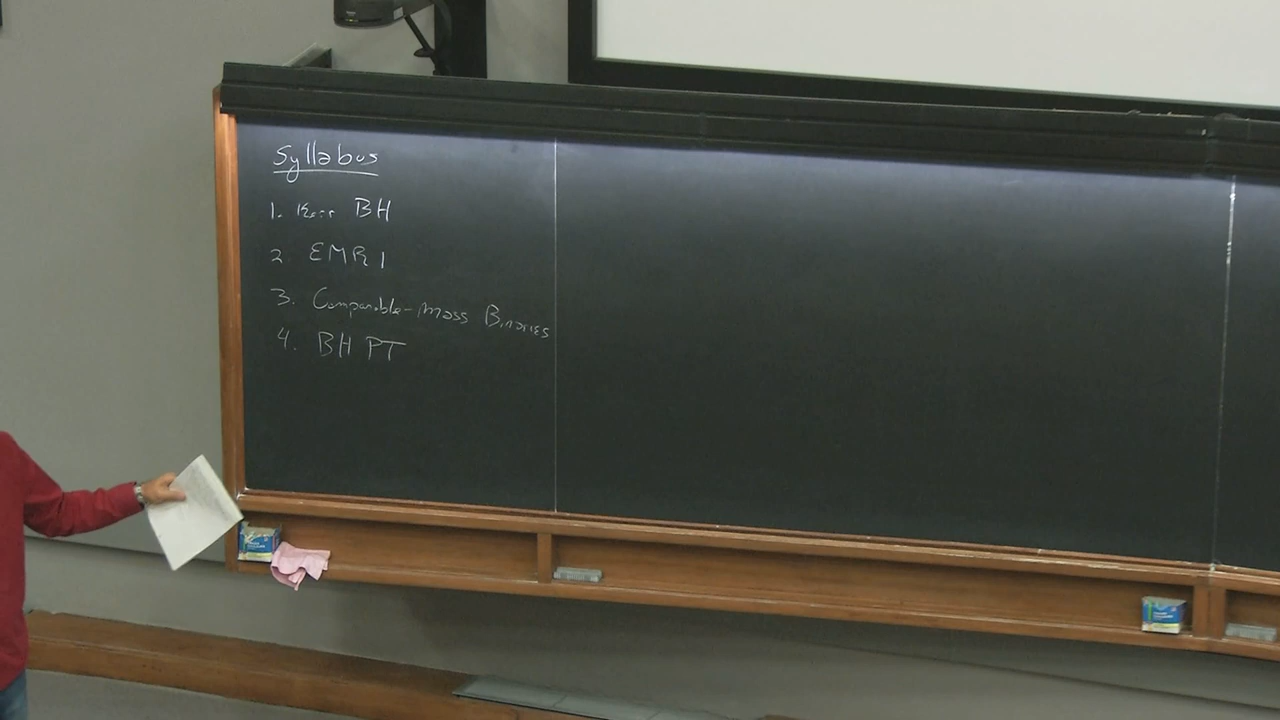 Syllabus
1. Kerr BH
2 EMRI
3. Comparable-Mass Binaries
4. BH PT